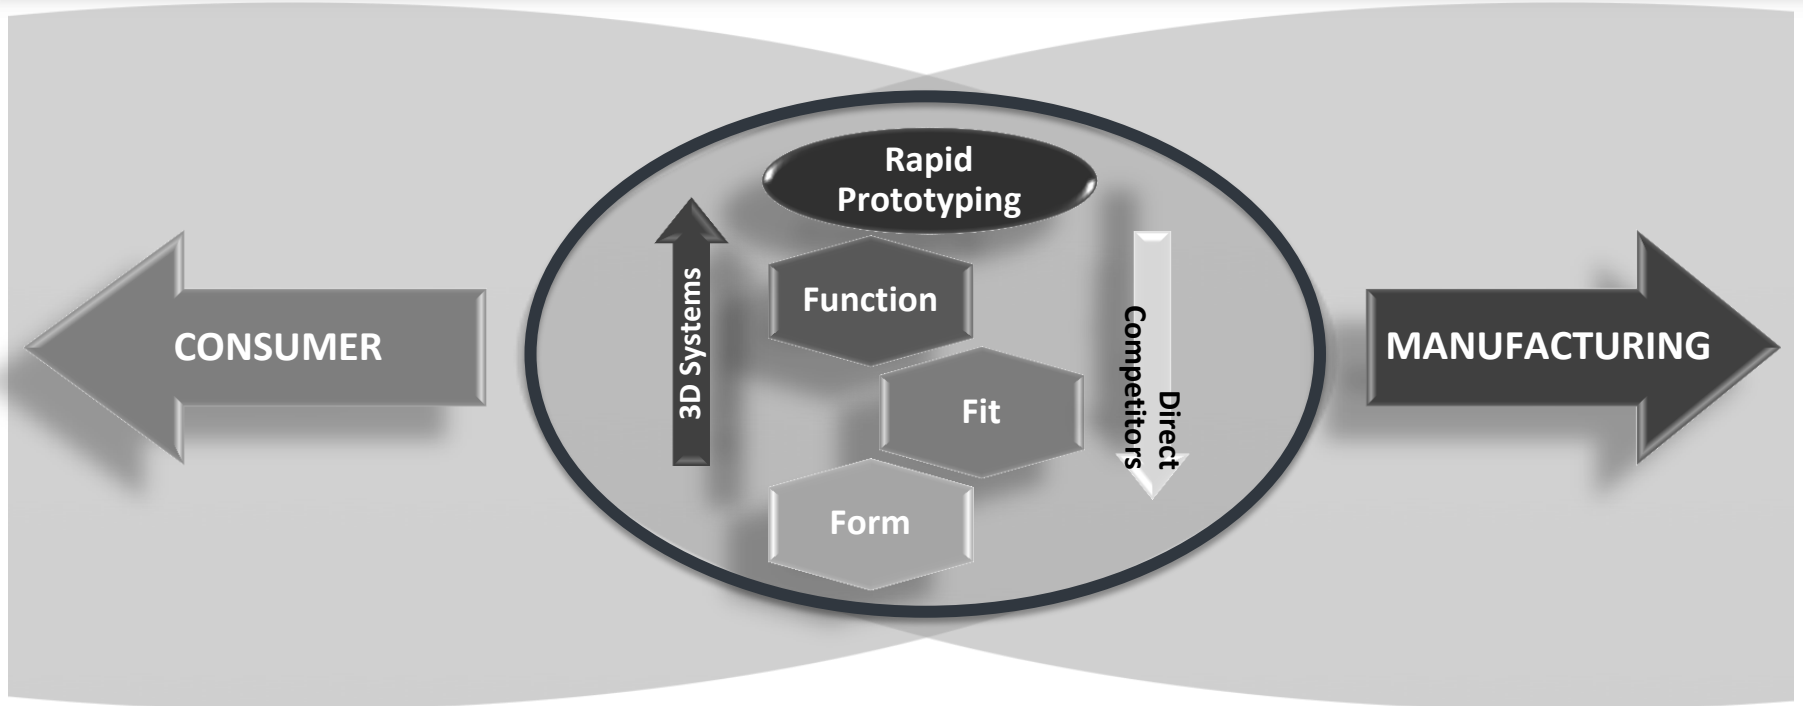 Rapid
Prototyping
3D Systems
Function
Direct
Competitors
CONSUMER
MANUFACTURING
Fit
Form